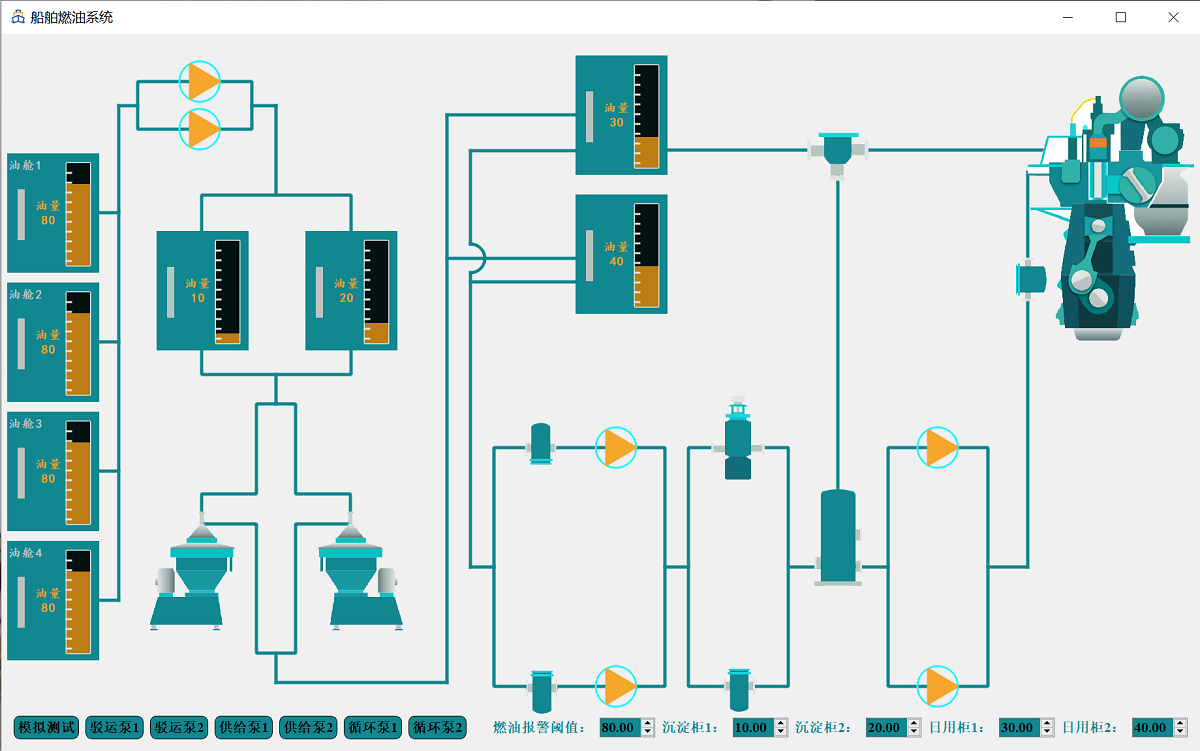 船舶燃油系统
油量
30
油舱1
油量
80
油量
40
油量
10
油量
20
油舱2
油量
80
油舱3
油量
80
油舱4
油量
80
模拟测试 驳运泵1 驳运泵2 供给泵1 供给泵2 循环泵1 循环泵2 燃油报警阈值： 80.00 沉淀柜1： 10.00 沉淀柜2： 20.00 日用柜1： 30.00 日用柜2： 40.00